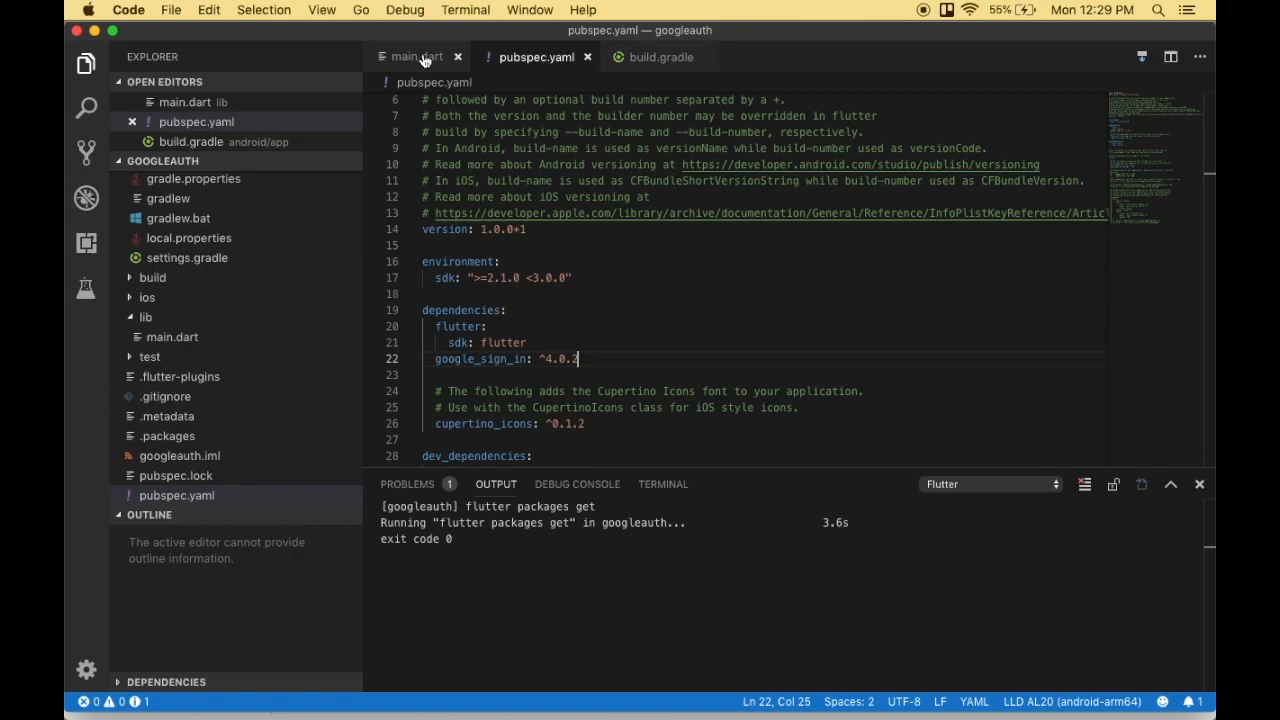 Code File Edit Selection View Go Debug Terminal Window Help 55% Mon 12:29 PM
pubspec.yaml — googleauth
EXPLORER
main.dart
pubspec.yaml
build.gradle
OPEN EDITORS
main.dart lib
pubspec.yaml
build.gradle android/app
GOOGLEAUTH
gradle.properties
gradlew
gradlew.bat
local.properties
settings.gradle
build
ios
lib
main.dart
test
.flutter-plugins
.gitignore
.metadata
.packages
googleauth.iml
pubspec.lock
pubspec.yaml
OUTLINE
The active editor cannot provide
outline information.
DEPENDENCIES
pubspec.yaml
6 # followed by an optional build number separated by a +.
7 # Both the version and the builder number may be overridden in flutter
8 # build by specifying --build-name and --build-number, respectively.
9 # In Android, build-name is used as versionName while build-number used as versionCode.
10 # Read more about Android versioning at https://developer.android.com/studio/publish/versioning
11 # In iOS, build-name is used as CFBundleShortVersionString while build-number used as CFBundleVersion.
12 # Read more about iOS versioning at
13 # https://developer.apple.com/library/archive/documentation/General/Reference/InfoPlistKeyReference/Articl
14 version: 1.0.0+1
15
16 environment:
17 sdk: ">=2.1.0 <3.0.0"
18
19 dependencies:
20 flutter:
21 sdk: flutter
22 google_sign_in: ^4.0.2
23
24 # The following adds the Cupertino Icons font to your application.
25 # Use with the CupertinoIcons class for iOS style icons.
26 cupertino_icons: ^0.1.2
27
28 dev_dependencies:
PROBLEMS 1 OUTPUT DEBUG CONSOLE TERMINAL Flutter
[googleauth] flutter packages get
Running "flutter packages get" in googleauth... 3.6s
exit code 0
0 0 1 Ln 22, Col 25 Spaces: 2 UTF-8 LF YAML LLD AL20 (android-arm64) 1